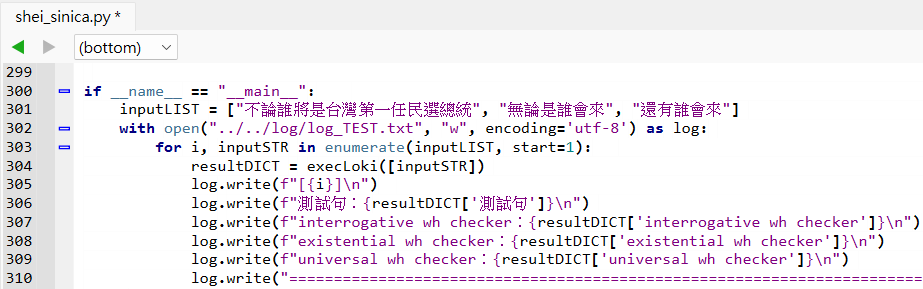 shei_sinica.py *
(bottom)
299
300 if __name__ == "__main__":
301 inputLIST = ["不論誰將是台灣第一任民選總統", "無論是誰會來", "還有誰會來"]
302 with open("../../log/log_TEST.txt", "w", encoding='utf-8') as log:
303 for i, inputSTR in enumerate(inputLIST, start=1):
304 resultDICT = execLoki([inputSTR])
305 log.write(f"[{i}]\n")
306 log.write(f"測試句：{resultDICT['測試句']}\n")
307 log.write(f"interrogative wh checker：{resultDICT['interrogative wh checker']}\n")
308 log.write(f"existential wh checker：{resultDICT['existential wh checker']}\n")
309 log.write(f"universal wh checker：{resultDICT['universal wh checker']}\n")
310 log.write("======================================================================